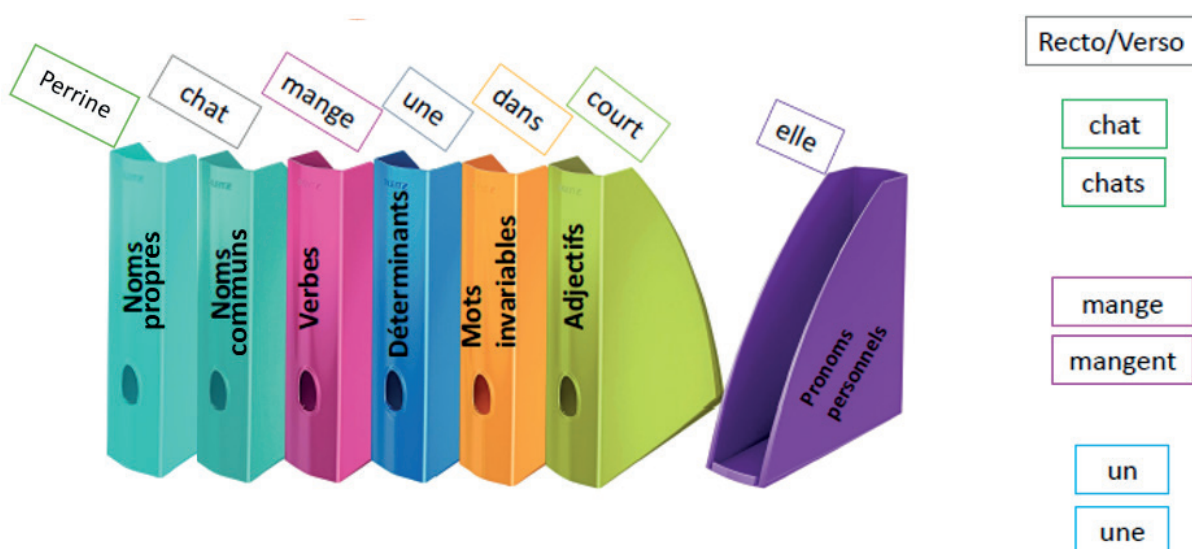 Perrine
chat
mange
une
dans
court
elle
Noms
propres
Noms
communs
Verbes
Déterminants
Mots
invariables
Adjectifs
Pronoms
personnels
Recto/Verso
chat
chats
mange
mangent
un
une